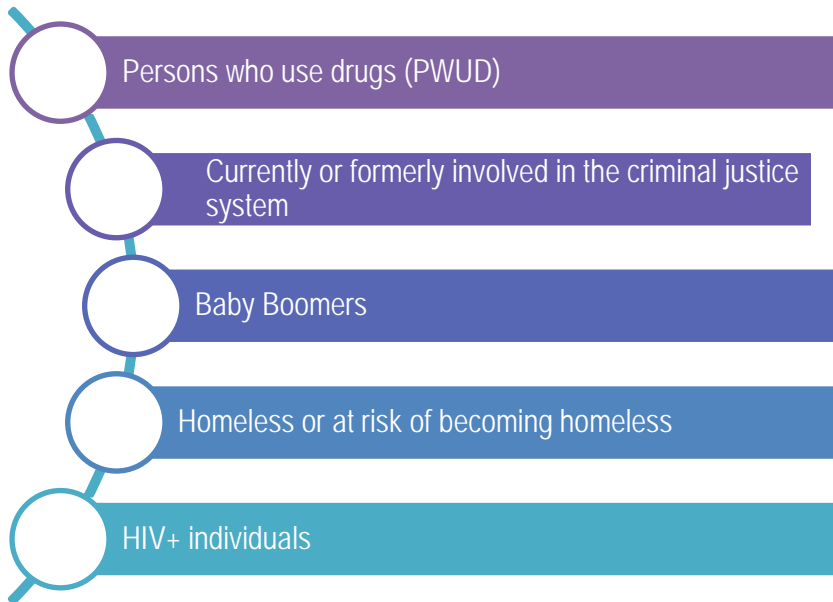 Persons who use drugs (PWUD)
Currently or formerly involved in the criminal justice
system
Baby Boomers
Homeless or at risk of becoming homeless
HIV+ individuals